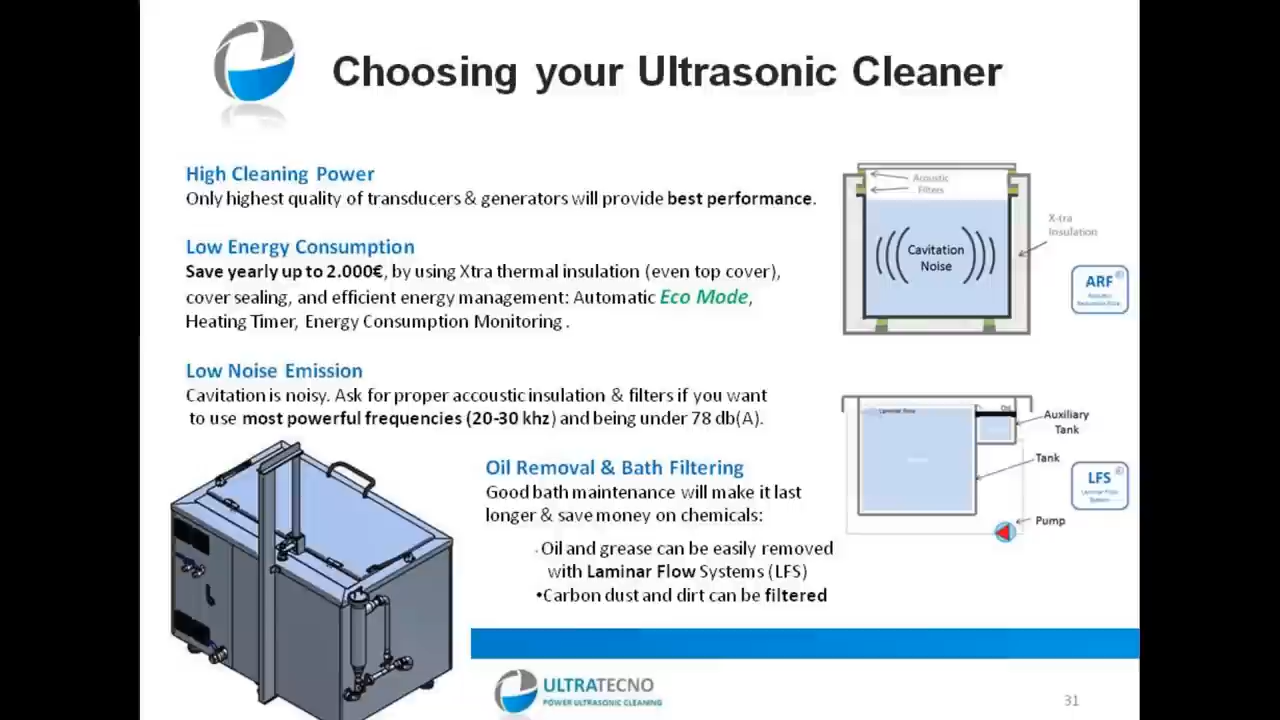 Choosing your Ultrasonic Cleaner
High Cleaning Power
Only highest quality of transducers & generators will provide best performance.
Low Energy Consumption
Save yearly up to 2.000€, by using Xtra thermal insulation (even top cover),
cover sealing, and efficient energy management: Automatic Eco Mode,
Heating Timer, Energy Consumption Monitoring .
Low Noise Emission
Cavitation is noisy. Ask for proper accoustic insulation & filters if you want
to use most powerful frequencies (20-30 khz) and being under 78 db(A).
Oil Removal & Bath Filtering
Good bath maintenance will make it last
longer & save money on chemicals:
· Oil and grease can be easily removed
with Laminar Flow Systems (LFS)
•Carbon dust and dirt can be filtered
Acoustic
Filters
Cavitation
Noise
X-tra
Insulation
ARF
Laminar flow
Oil
Auxiliary
Tank
Tank
LFS
Laminar Flow
System
Pump
ULTRATECNO
POWER ULTRASONIC CLEANING
31